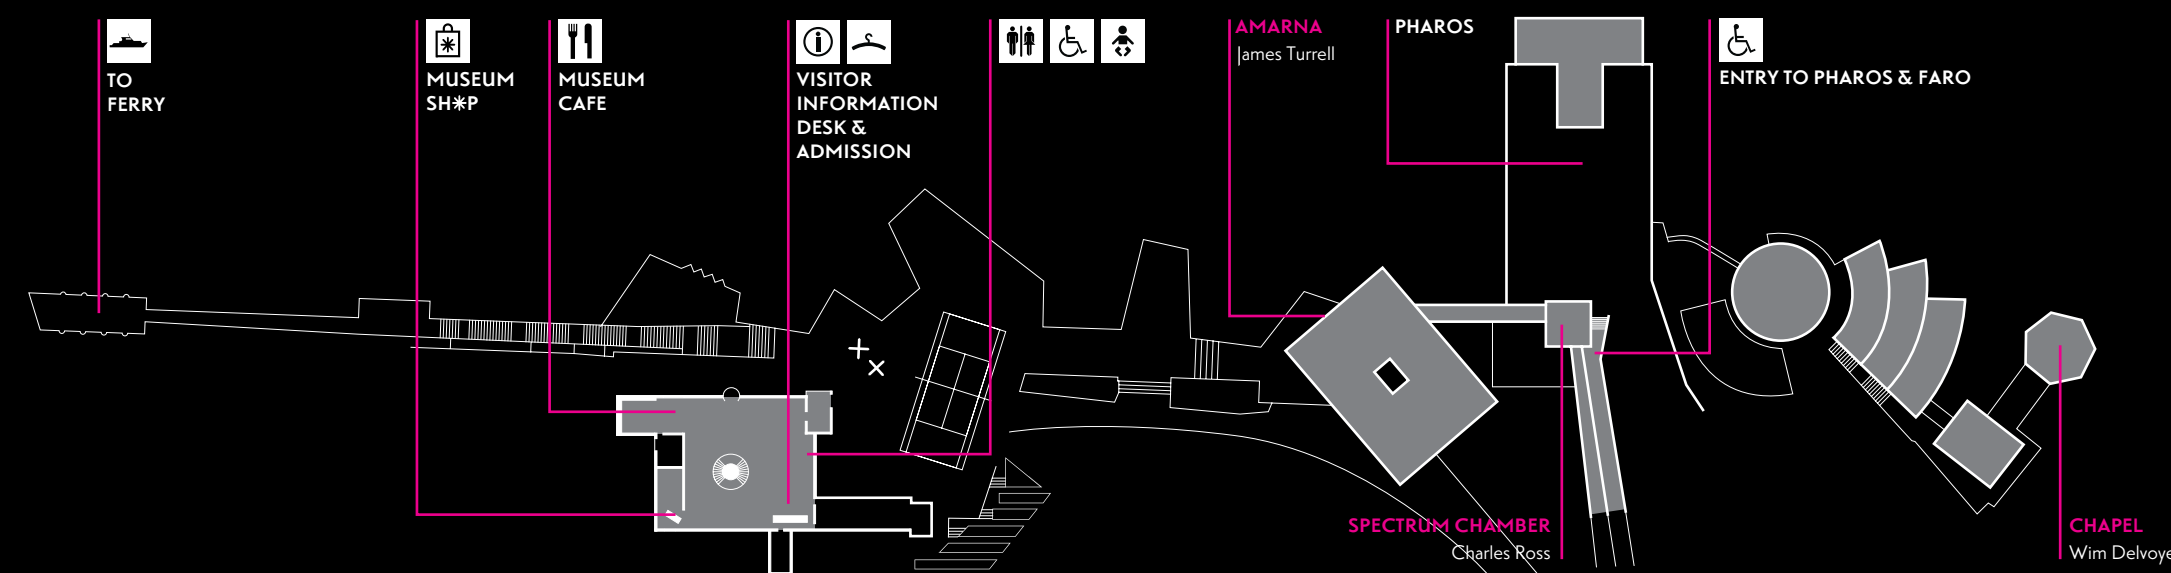 TO
FERRY
MUSEUM
SH✳P
MUSEUM
CAFE
VISITOR
INFORMATION
DESK &
ADMISSION
AMARNA
James Turrell
PHAROS
ENTRY TO PHAROS & FARO
SPECTRUM CHAMBER
Charles Ross
CHAPEL
Wim Delvoye